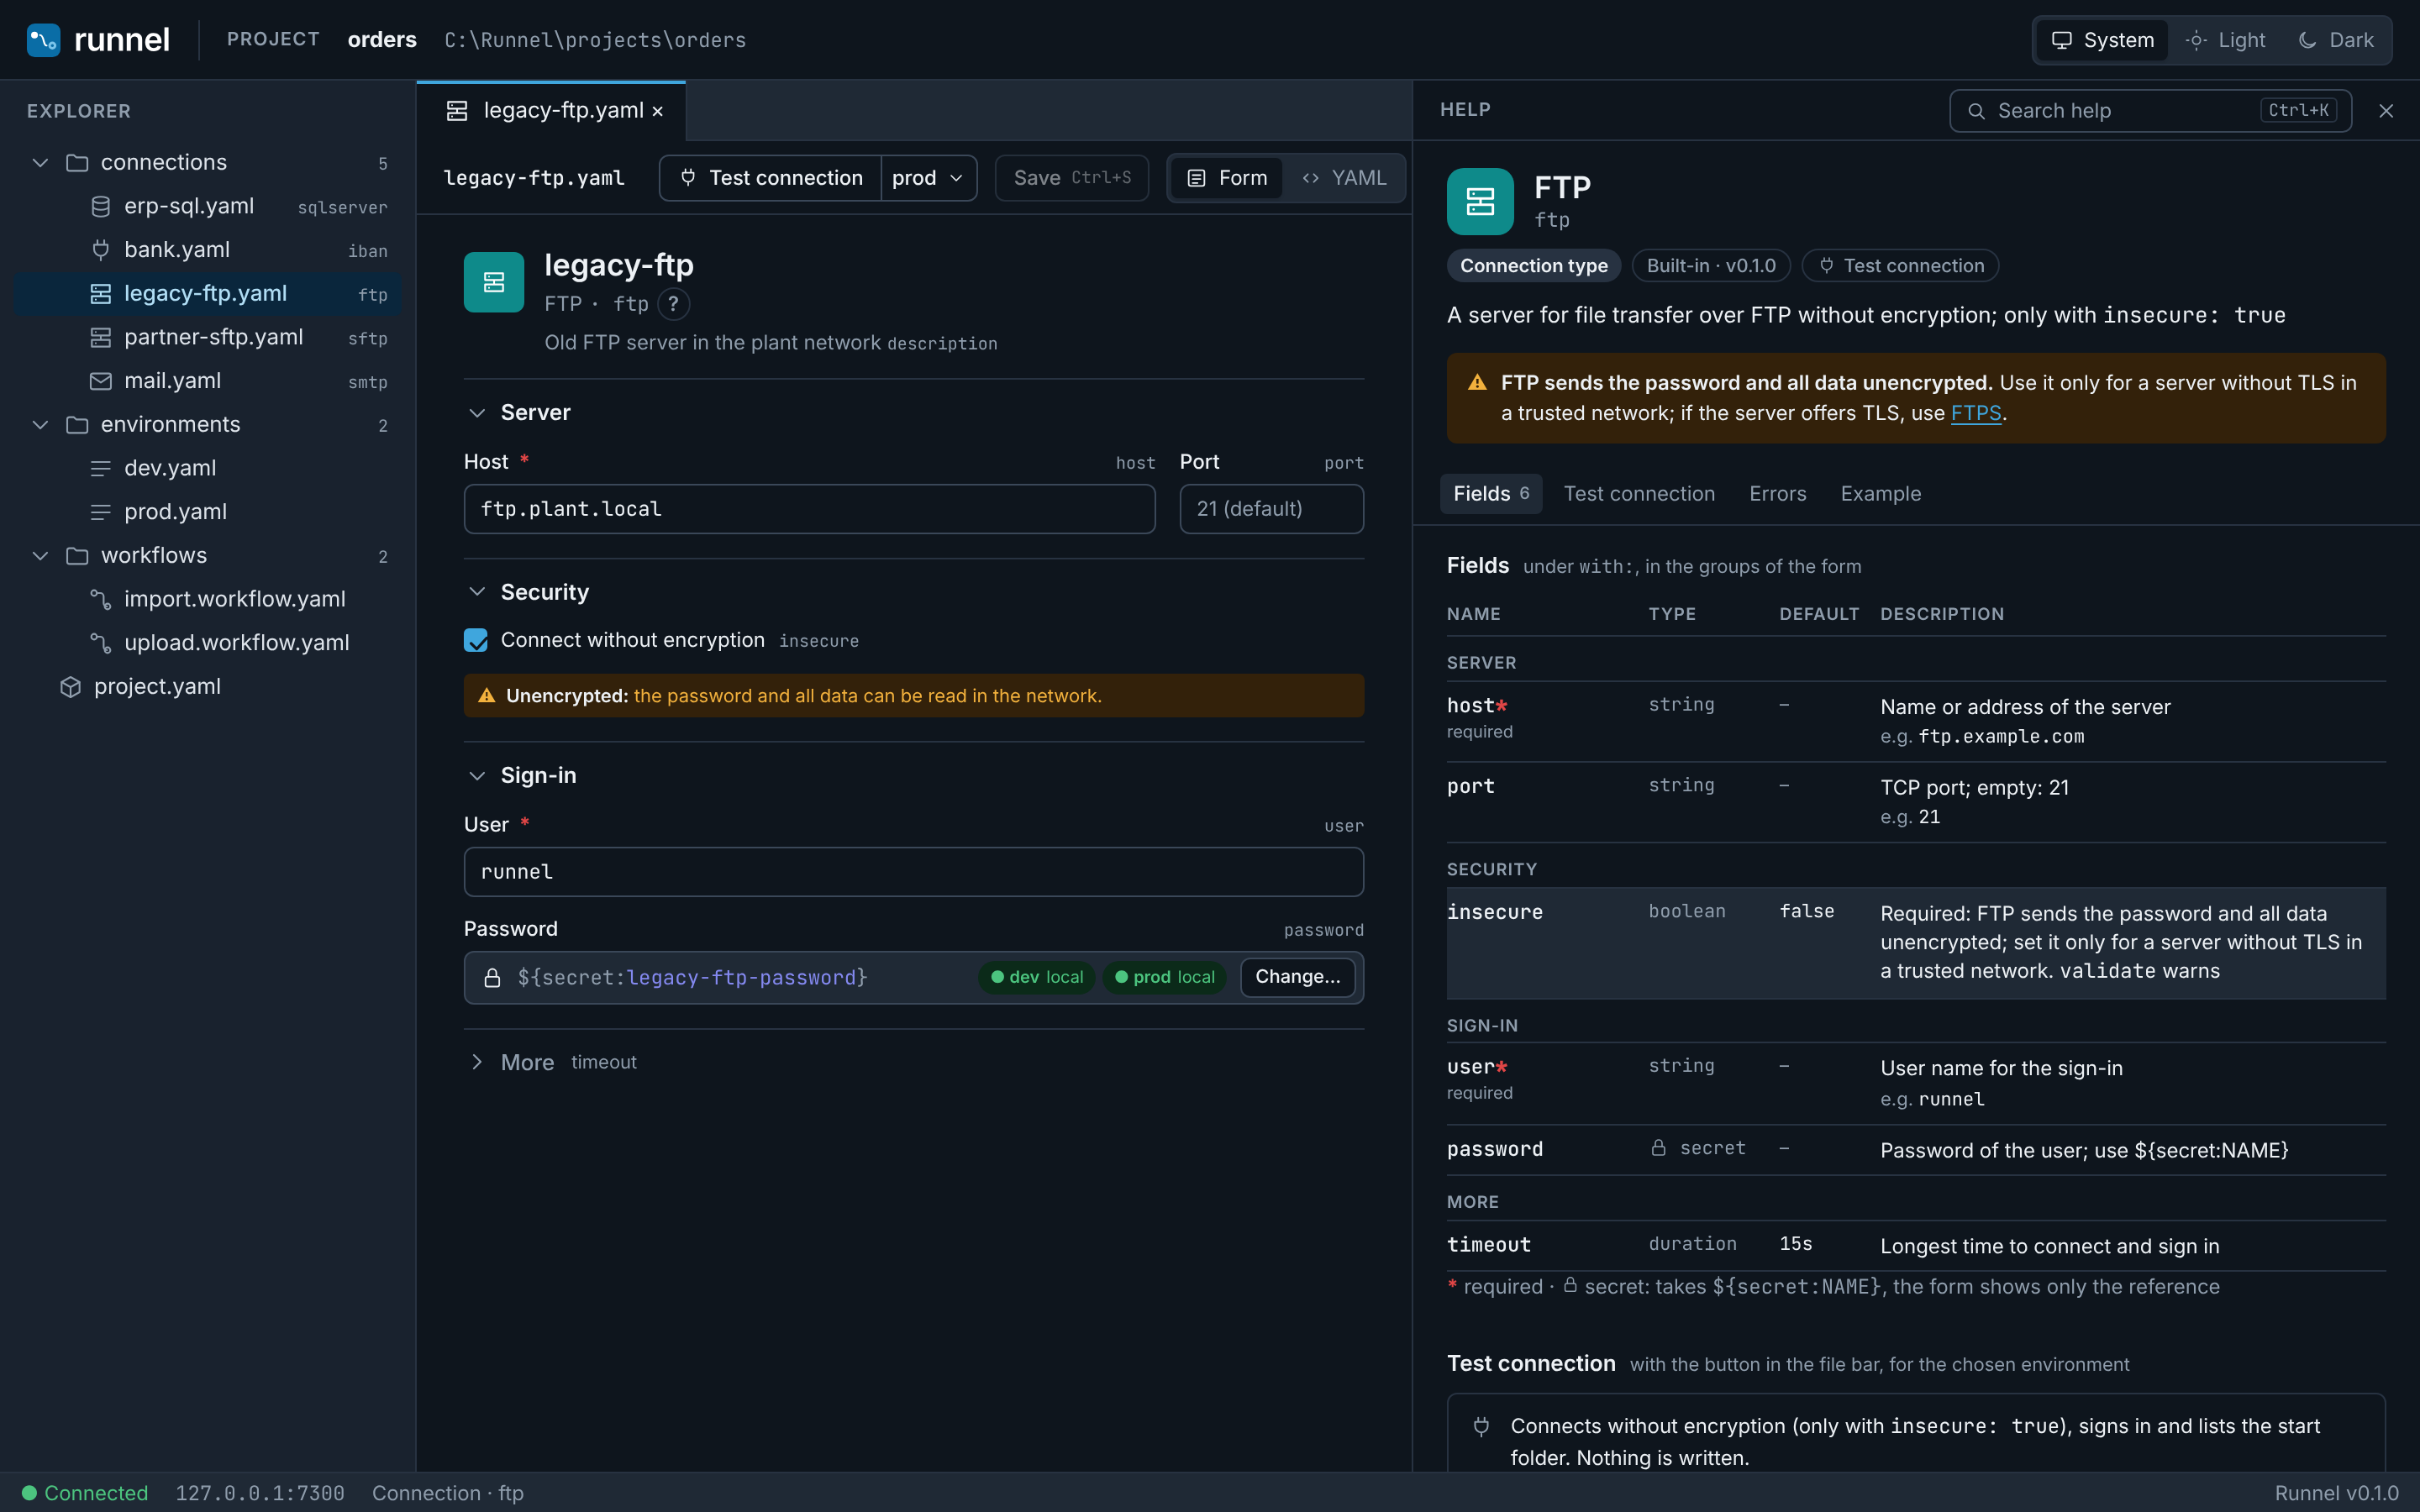 runnel PROJECT orders C:\Runnel\projects\orders System Light Dark
EXPLORER
connections 5
erp-sql.yaml sqlserver
bank.yaml iban
legacy-ftp.yaml ftp
partner-sftp.yaml sftp
mail.yaml smtp
environments 2
dev.yaml
prod.yaml
workflows 2
import.workflow.yaml
upload.workflow.yaml
project.yaml
legacy-ftp.yaml ×
legacy-ftp.yaml Test connection prod Save Ctrl+S Form YAML
legacy-ftp
FTP · ftp ?
Old FTP server in the plant network description
Server
Host * host Port port
ftp.plant.local 21 (default)
Security
Connect without encryption insecure
Unencrypted: the password and all data can be read in the network.
Sign-in
User * user
runnel
Password password
${secret:legacy-ftp-password} dev local prod local Change...
More timeout
HELP Search help Ctrl+K
FTP
ftp
Connection type Built-in · v0.1.0 Test connection
A server for file transfer over FTP without encryption; only with insecure: true
FTP sends the password and all data unencrypted. Use it only for a server without TLS in
a trusted network; if the server offers TLS, use FTPS.
Fields 6 Test connection Errors Example
Fields under with:, in the groups of the form
NAME TYPE DEFAULT DESCRIPTION
SERVER
host* string – Name or address of the server
required e.g. ftp.example.com
port string – TCP port; empty: 21
e.g. 21
SECURITY
insecure boolean false Required: FTP sends the password and all data
unencrypted; set it only for a server without TLS in
a trusted network. validate warns
SIGN-IN
user* string – User name for the sign-in
required e.g. runnel
password secret – Password of the user; use ${secret:NAME}
MORE
timeout duration 15s Longest time to connect and sign in
* required · secret: takes ${secret:NAME}, the form shows only the reference
Test connection with the button in the file bar, for the chosen environment
Connects without encryption (only with insecure: true), signs in and lists the start
folder. Nothing is written.
Connected 127.0.0.1:7300 Connection · ftp Runnel v0.1.0